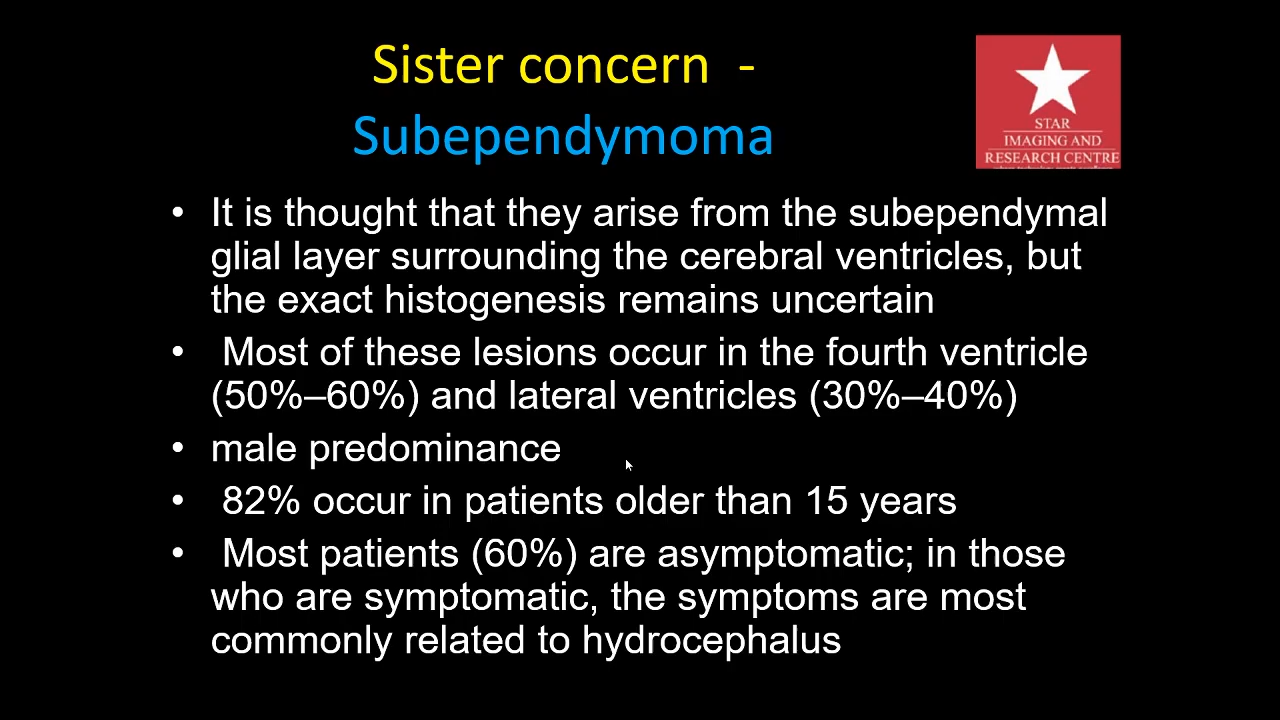 Sister concern -
Subependymoma
STAR
IMAGING AND
RESEARCH CENTRE
• It is thought that they arise from the subependymal
glial layer surrounding the cerebral ventricles, but
the exact histogenesis remains uncertain
• Most of these lesions occur in the fourth ventricle
(50%–60%) and lateral ventricles (30%–40%)
• male predominance
• 82% occur in patients older than 15 years
• Most patients (60%) are asymptomatic; in those
who are symptomatic, the symptoms are most
commonly related to hydrocephalus